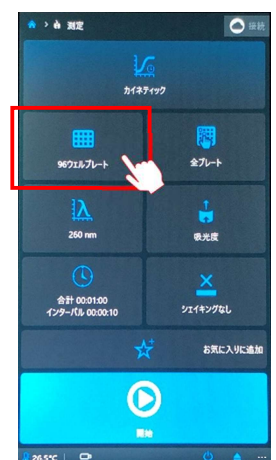 > 測定
接続
カイネティック
96ウェルプレート
全プレート
λ
260 nm
吸光度
合計 00:01:00
インターバル 00:00:10
シェイキングなし
お気に入りに追加
開始
26.5°C